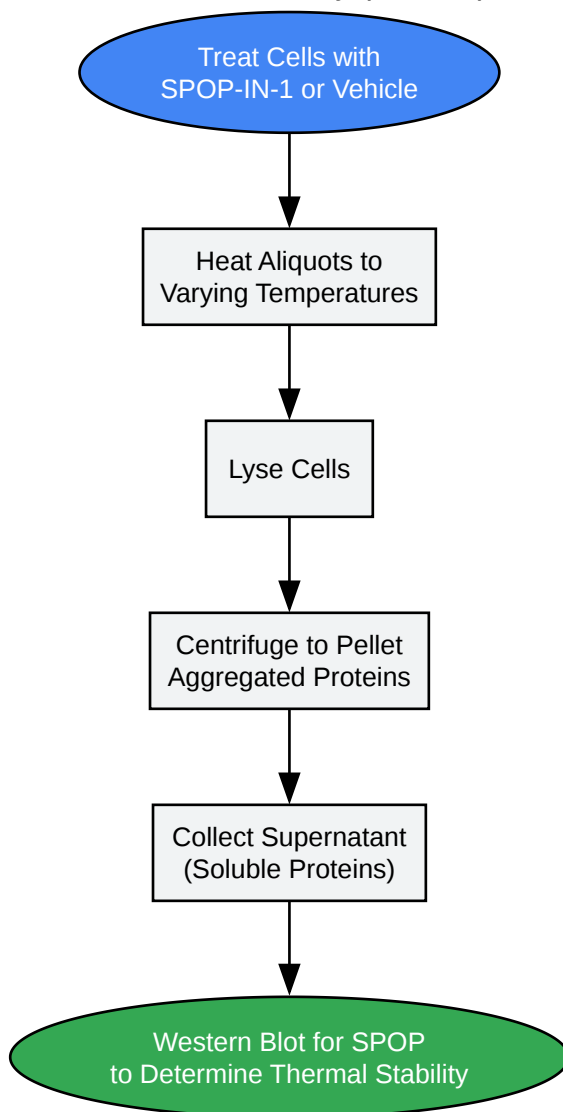 Treat Cells with
SPOP-IN-1 or Vehicle
Heat Aliquots to
Varying Temperatures
Lyse Cells
Centrifuge to Pellet
Aggregated Proteins
Collect Supernatant
(Soluble Proteins)
Western Blot for SPOP
to Determine Thermal Stability